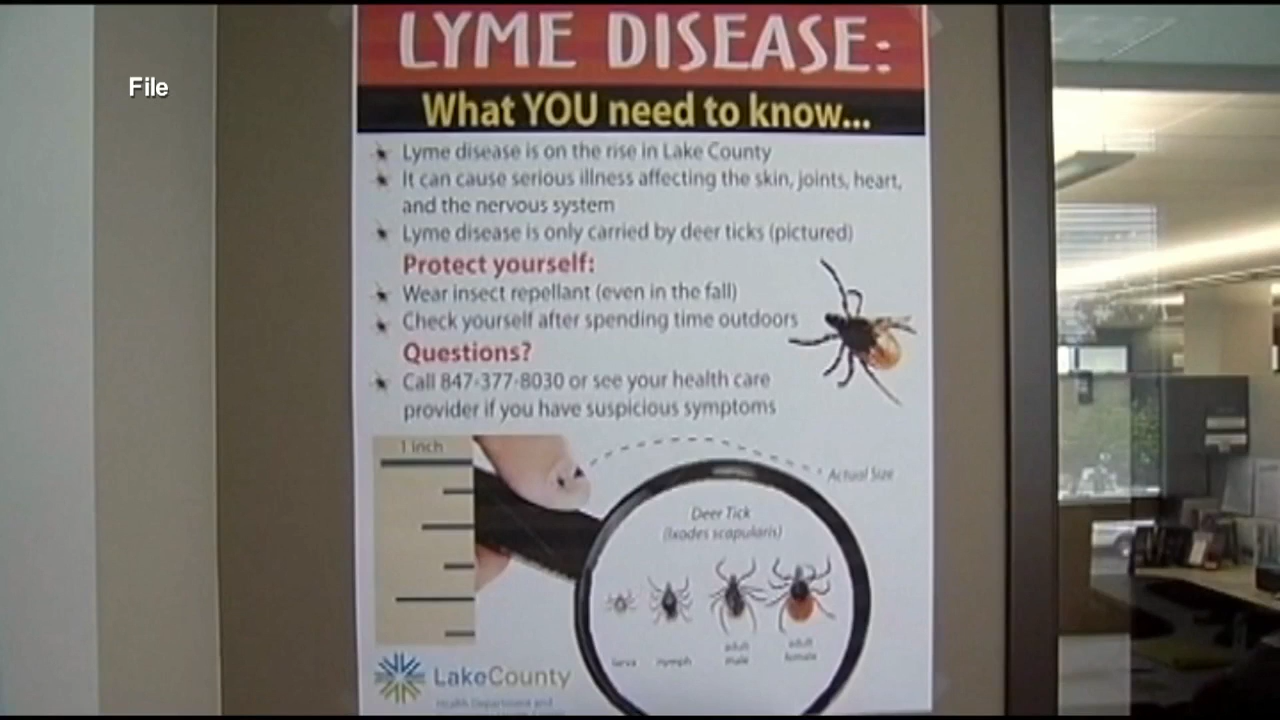 File
LYME DISEASE:
What YOU need to know...
Lyme disease is on the rise in Lake County
It can cause serious illness affecting the skin, joints, heart,
and the nervous system
Lyme disease is only carried by deer ticks (pictured)
Protect yourself:
Wear insect repellant (even in the fall)
Check yourself after spending time outdoors
Questions?
Call 847-377-8030 or see your health care
provider if you have suspicious symptoms
1 inch
Actual Size
Deer Tick
(Ixodes scapularis)
larva
nymph
adult
male
adult
female
LakeCounty
Health Department and